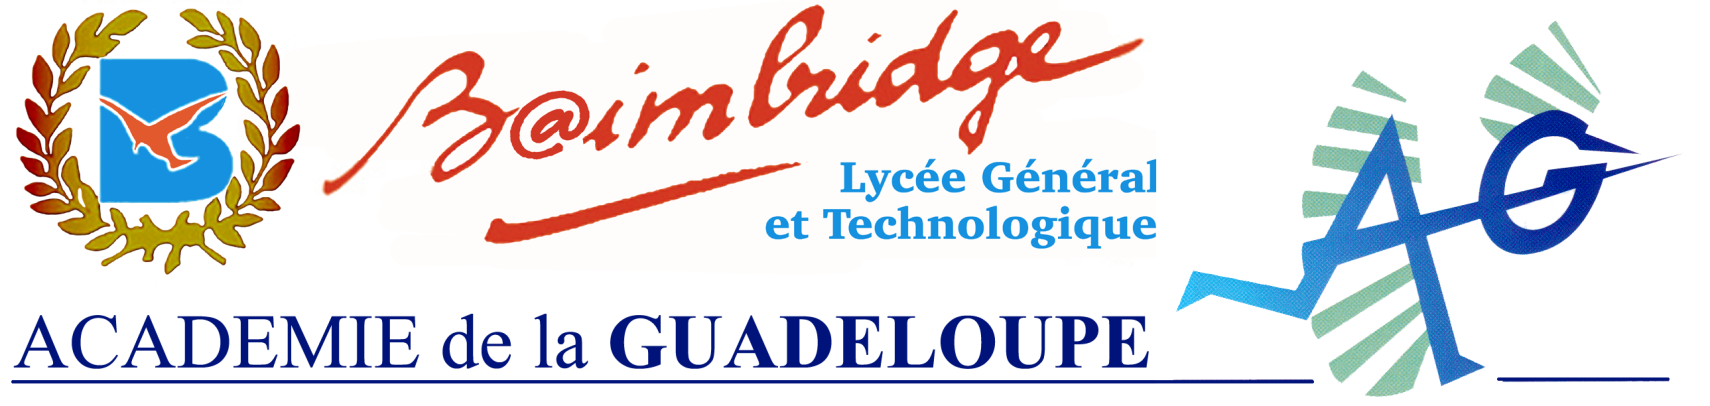 B
B@imbridge
Lycée Général
et Technologique
AG
ACADEMIE de la GUADELOUPE